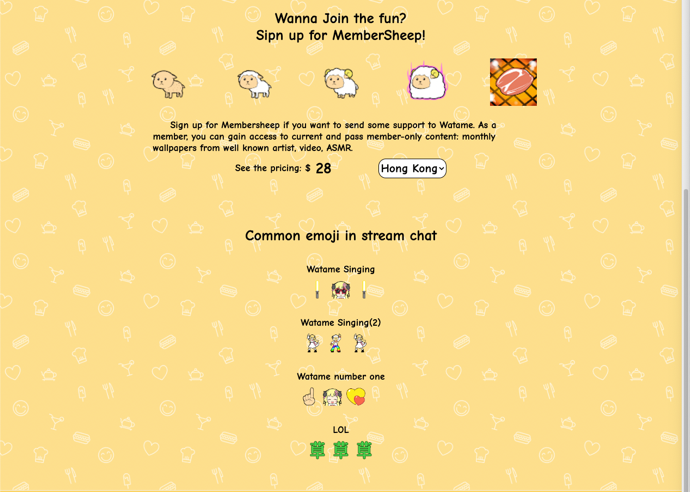 Wanna Join the fun?
Sipn up for MemberSheep!
Sign up for Membersheep if you want to send some support to Watame. As a
member, you can gain access to current and pass member-only content: monthly
wallpapers from well known artist, video, ASMR.
See the pricing: $ 28 Hong Kong
Common emoji in stream chat
Watame Singing
Watame Singing(2)
Watame number one
LOL